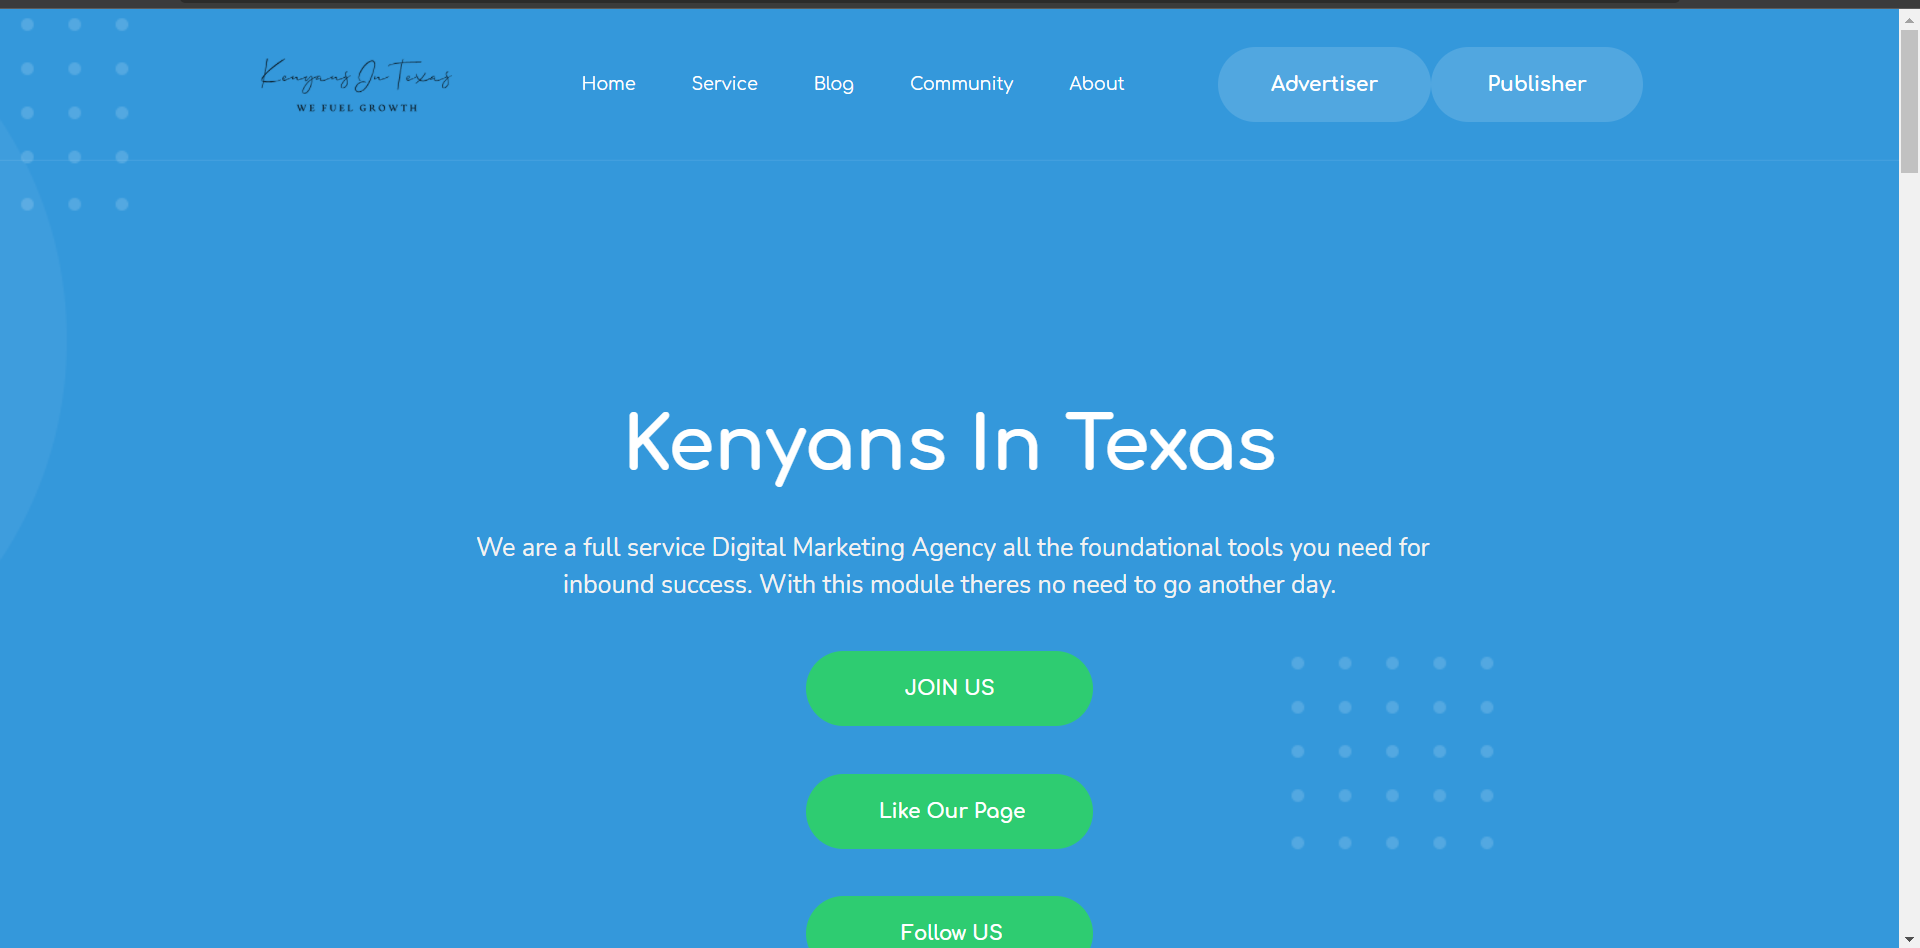 Kenyans In Texas
WE FUEL GROWTH
Home Service Blog Community About Advertiser Publisher
Kenyans In Texas
We are a full service Digital Marketing Agency all the foundational tools you need for
inbound success. With this module theres no need to go another day.
JOIN US
Like Our Page
Follow US